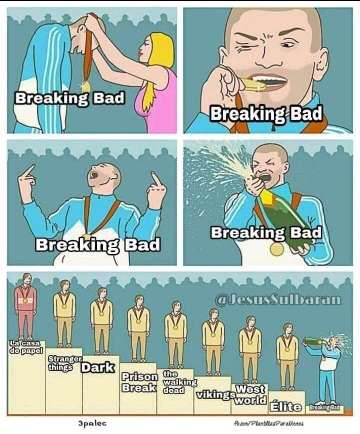 Breaking Bad
Breaking Bad
Breaking Bad
Breaking Bad
@JesusSulbaran
La casa
de papel
Stranger
things
Dark
Prison
Break
the
walking
dead
vikings
West
world
Élite
Breaking Bad
3palec